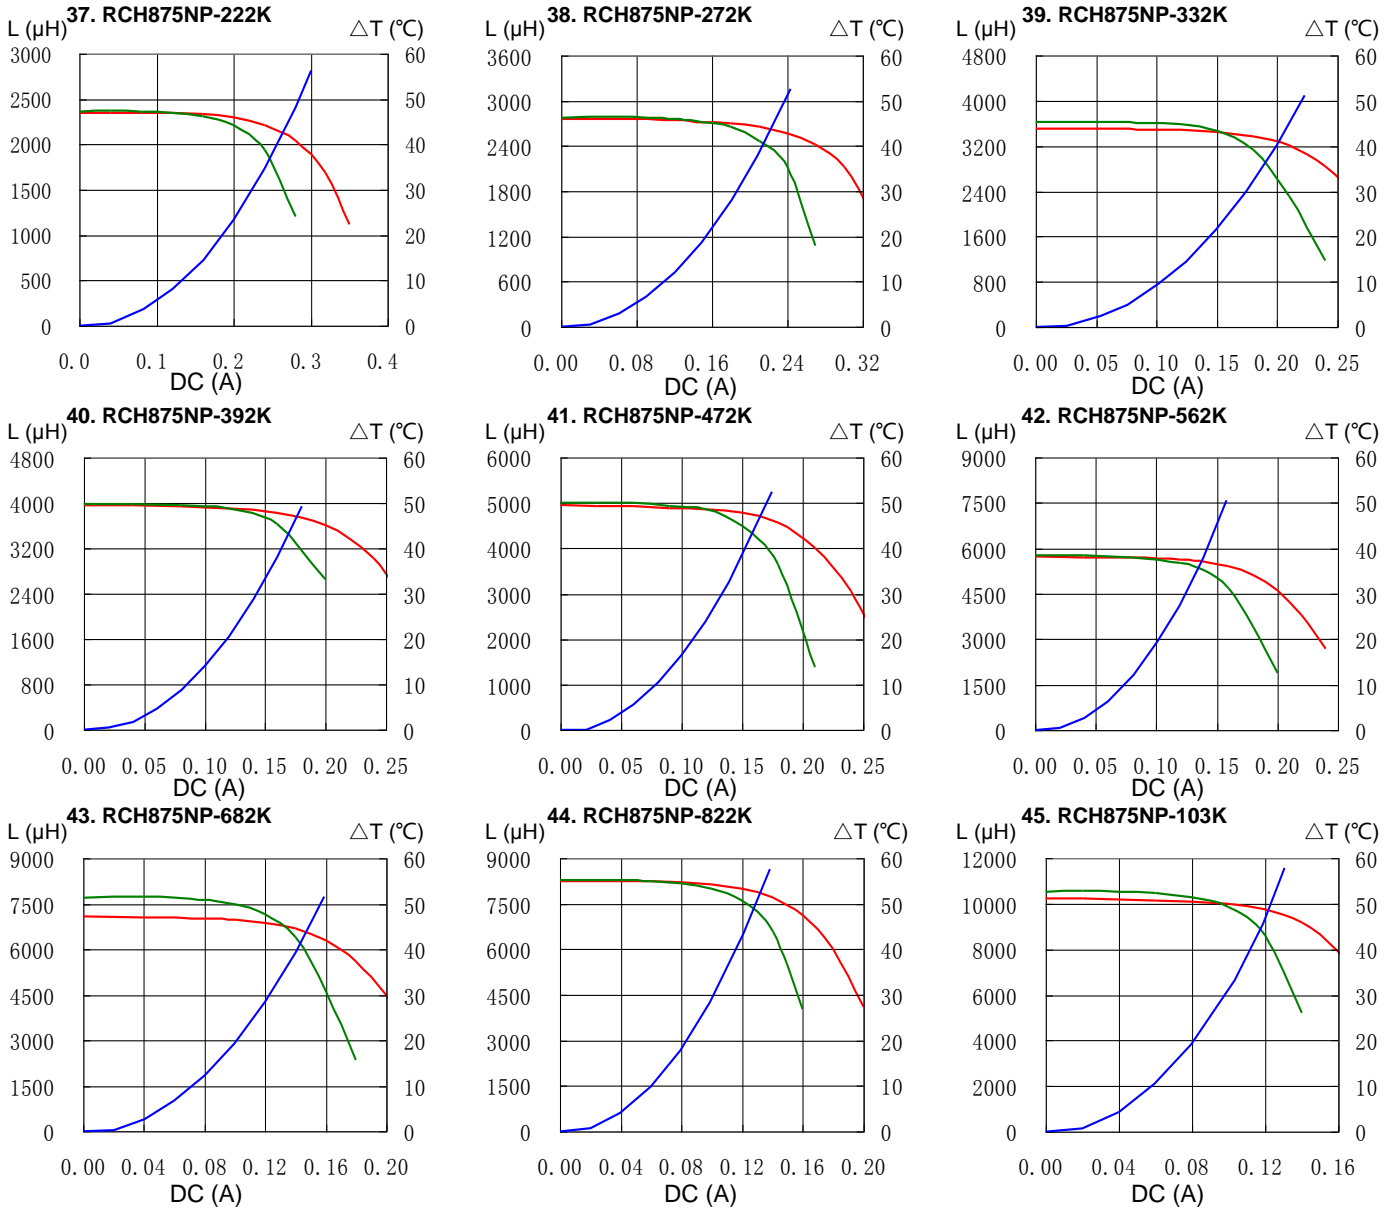 37. RCH875NP-222K
L (μH)
△T (℃)
3000
2500
2000
1500
1000
500
0
60
50
40
30
20
10
0
0.0 0.1 0.2 0.3 0.4
DC (A)
38. RCH875NP-272K
L (μH)
△T (℃)
3600
3000
2400
1800
1200
600
0
60
50
40
30
20
10
0
0.00 0.08 0.16 0.24 0.32
DC (A)
39. RCH875NP-332K
L (μH)
△T (℃)
4800
4000
3200
2400
1600
800
0
60
50
40
30
20
10
0
0.00 0.05 0.10 0.15 0.20 0.25
DC (A)
40. RCH875NP-392K
L (μH)
△T (℃)
4800
4000
3200
2400
1600
800
0
60
50
40
30
20
10
0
0.00 0.05 0.10 0.15 0.20 0.25
DC (A)
41. RCH875NP-472K
L (μH)
△T (℃)
6000
5000
4000
3000
2000
1000
0
60
50
40
30
20
10
0
0.00 0.05 0.10 0.15 0.20 0.25
DC (A)
42. RCH875NP-562K
L (μH)
△T (℃)
9000
7500
6000
4500
3000
1500
0
60
50
40
30
20
10
0
0.00 0.05 0.10 0.15 0.20 0.25
DC (A)
43. RCH875NP-682K
L (μH)
△T (℃)
9000
7500
6000
4500
3000
1500
0
60
50
40
30
20
10
0
0.00 0.04 0.08 0.12 0.16 0.20
DC (A)
44. RCH875NP-822K
L (μH)
△T (℃)
9000
7500
6000
4500
3000
1500
0
60
50
40
30
20
10
0
0.00 0.04 0.08 0.12 0.16 0.20
DC (A)
45. RCH875NP-103K
L (μH)
△T (℃)
12000
10000
8000
6000
4000
2000
0
60
50
40
30
20
10
0
0.00 0.04 0.08 0.12 0.16
DC (A)